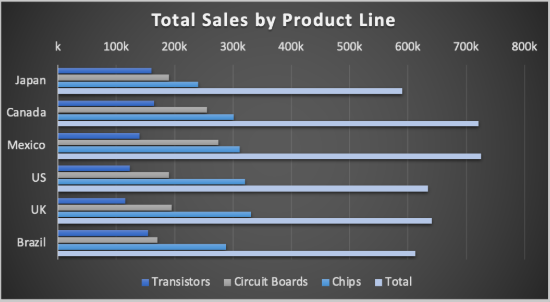 Total Sales by Product Line
k 100k 200k 300k 400k 500k 600k 700k 800k
Japan
Canada
Mexico
US
UK
Brazil
Transistors Circuit Boards Chips Total